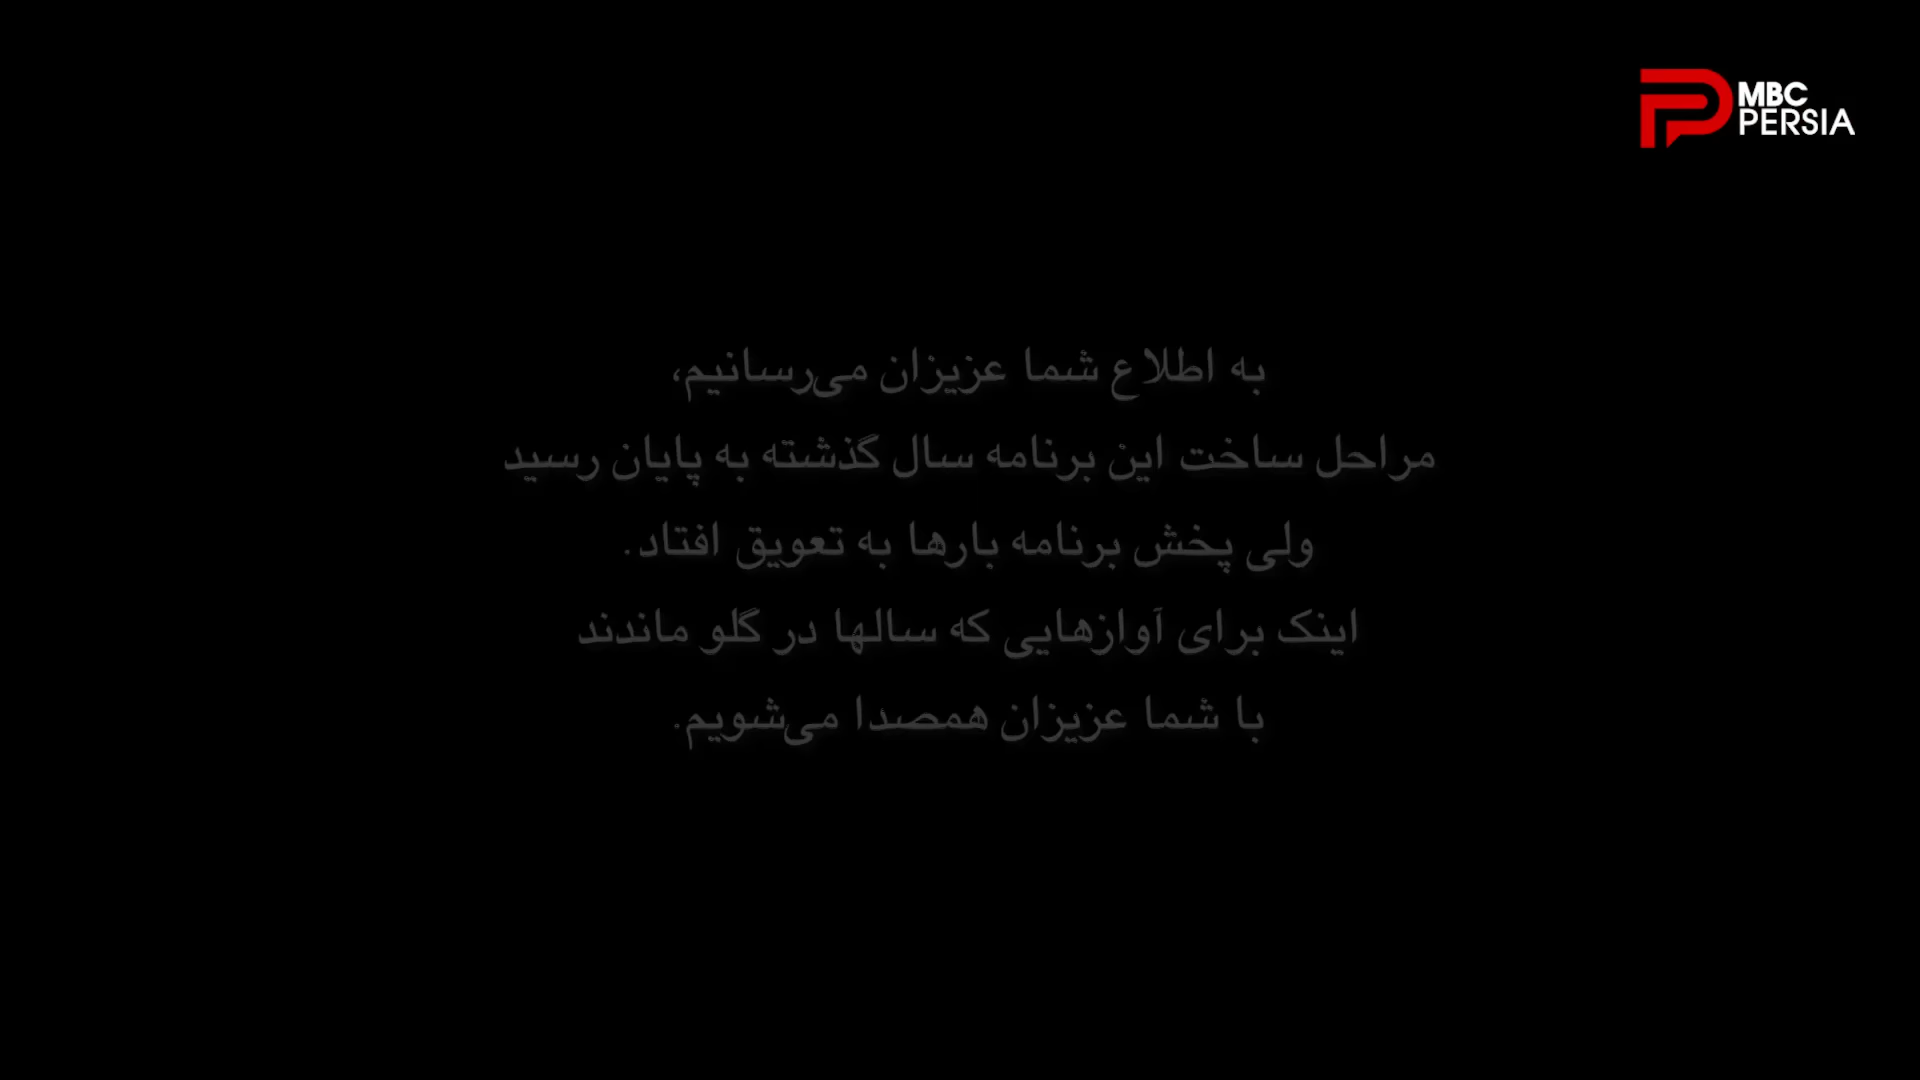 MBC
PERSIA
به اطلاع شما عزیزان می‌رسانیم،
مراحل ساخت این برنامه سال گذشته به پایان رسید
ولی پخش برنامه بارها به تعویق افتاد.
اینک برای آوازهایی که سالها در گلو ماندند
با شما عزیزان همصدا می‌شویم.